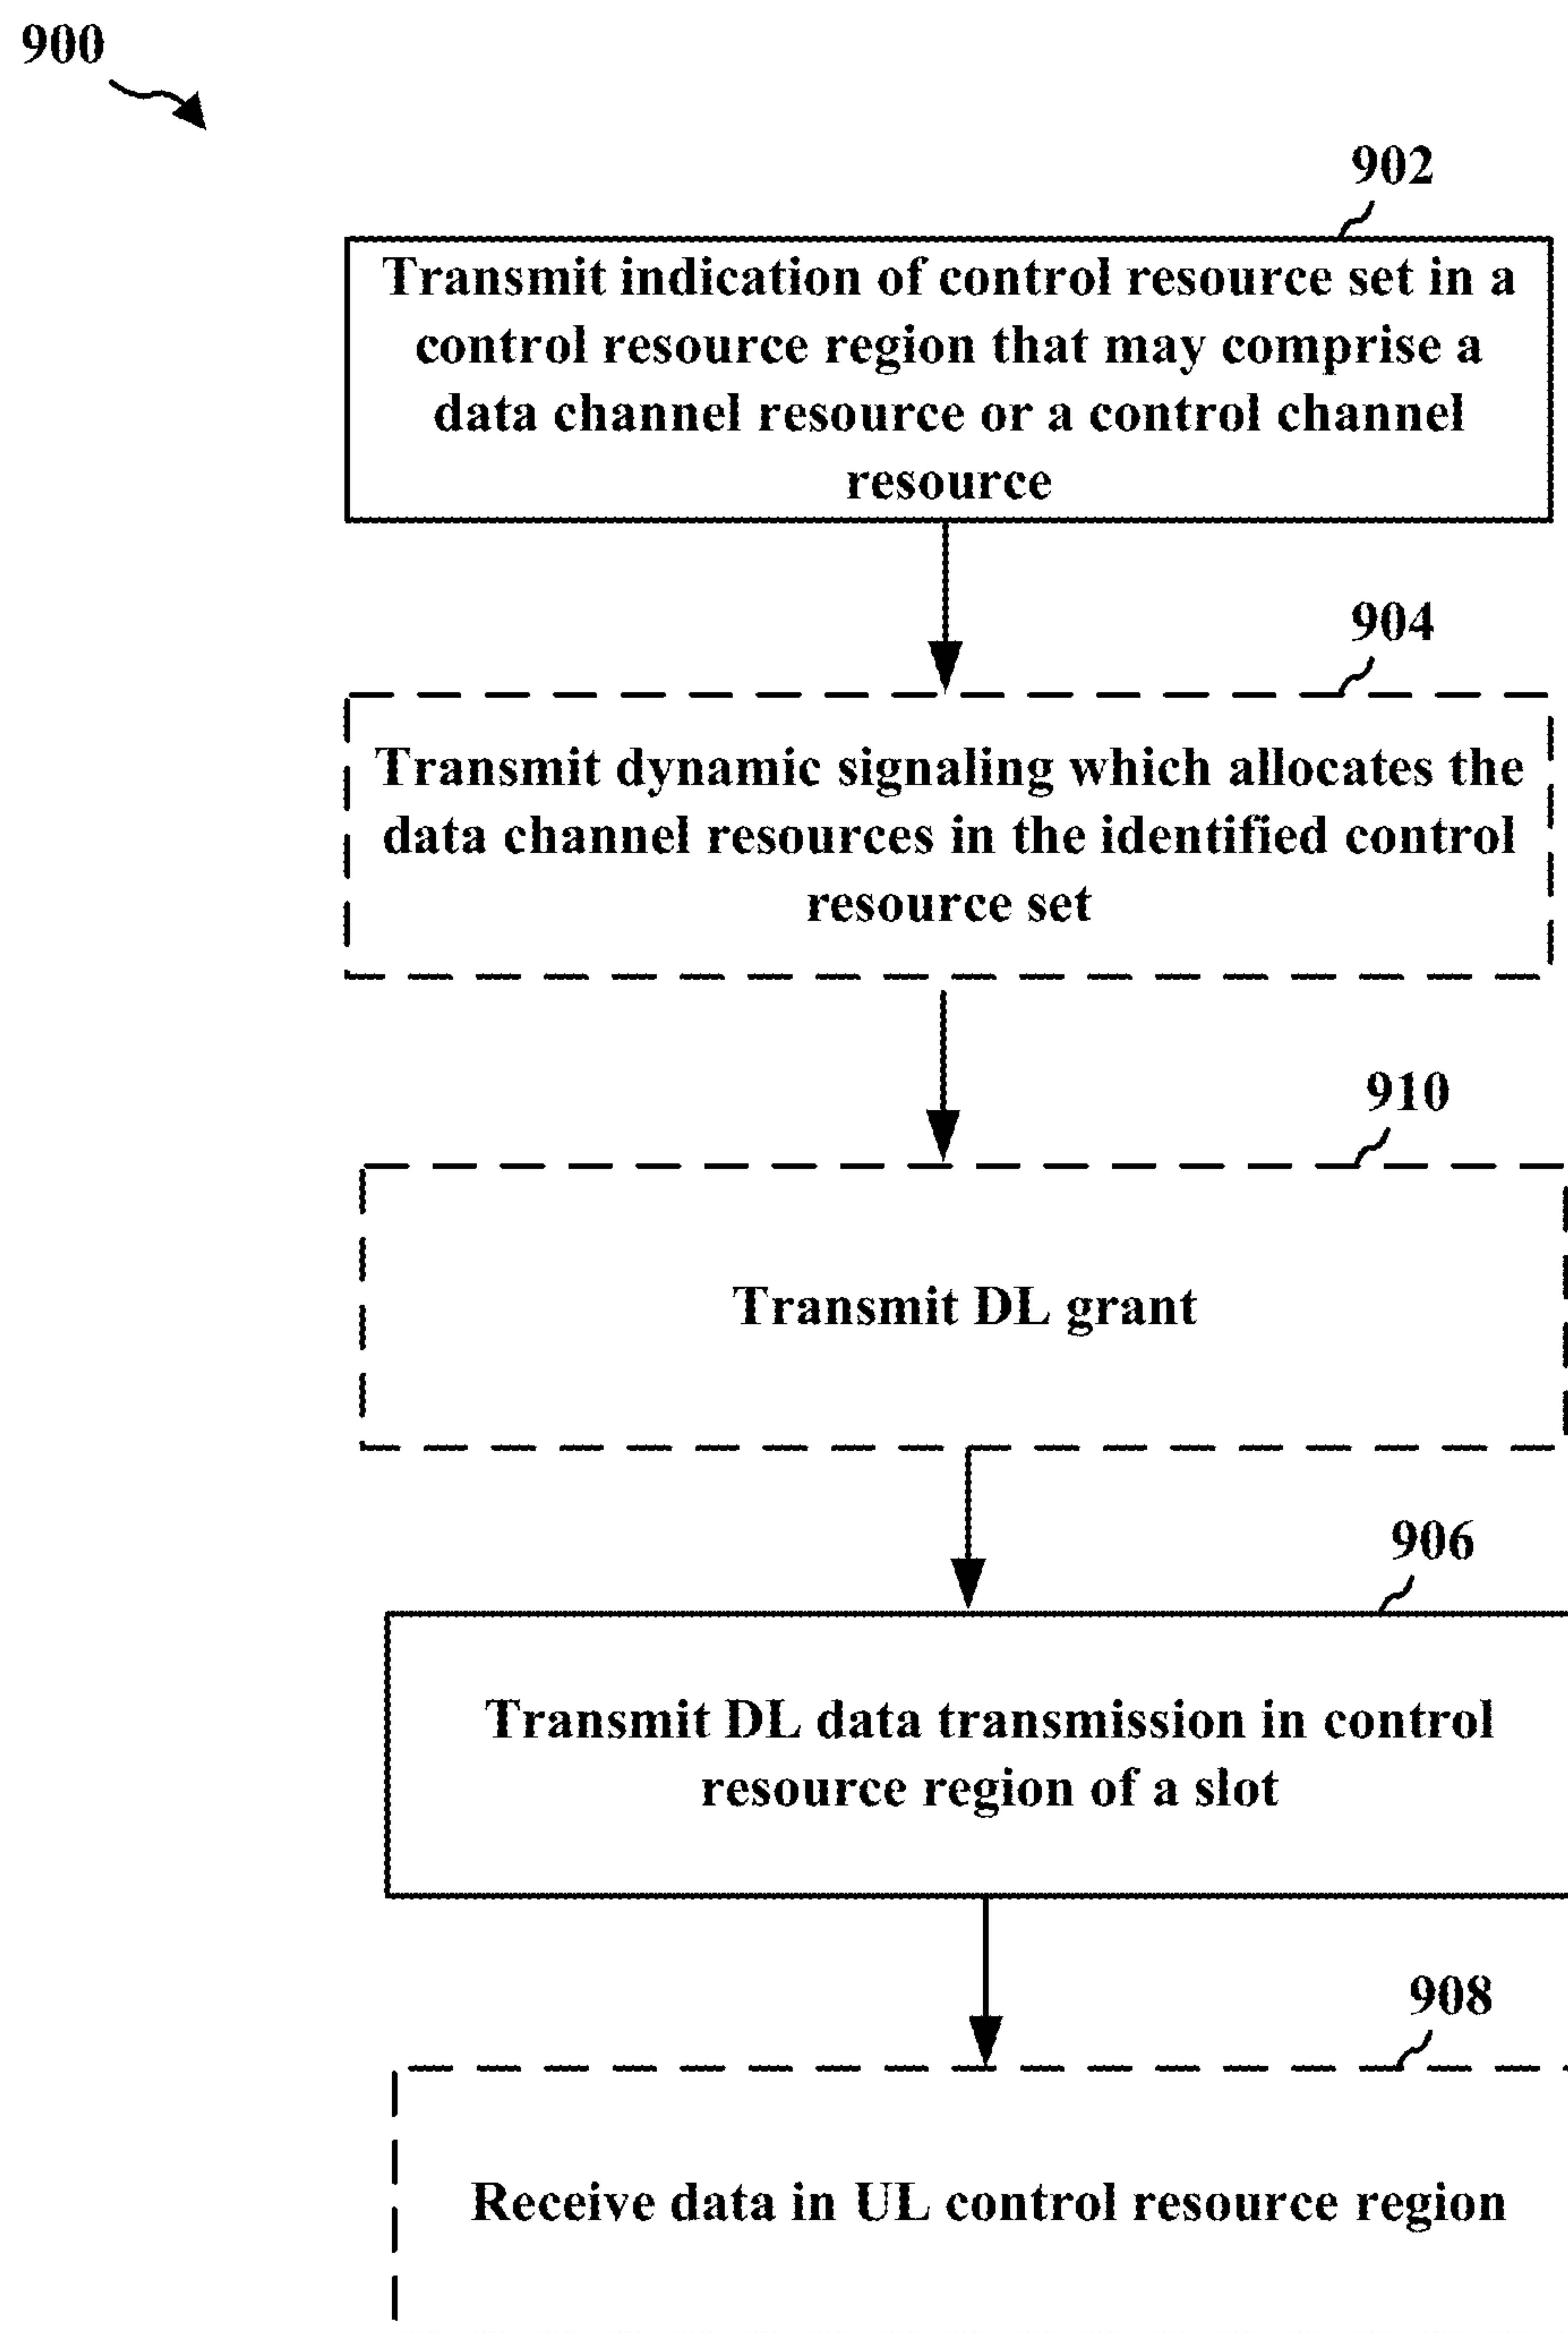 900
902
Transmit indication of control resource set in a
control resource region that may comprise a
data channel resource or a control channel
resource
904
Transmit dynamic signaling which allocates the
data channel resources in the identified control
resource set
910
Transmit DL grant
906
Transmit DL data transmission in control
resource region of a slot
908
Receive data in UL control resource region